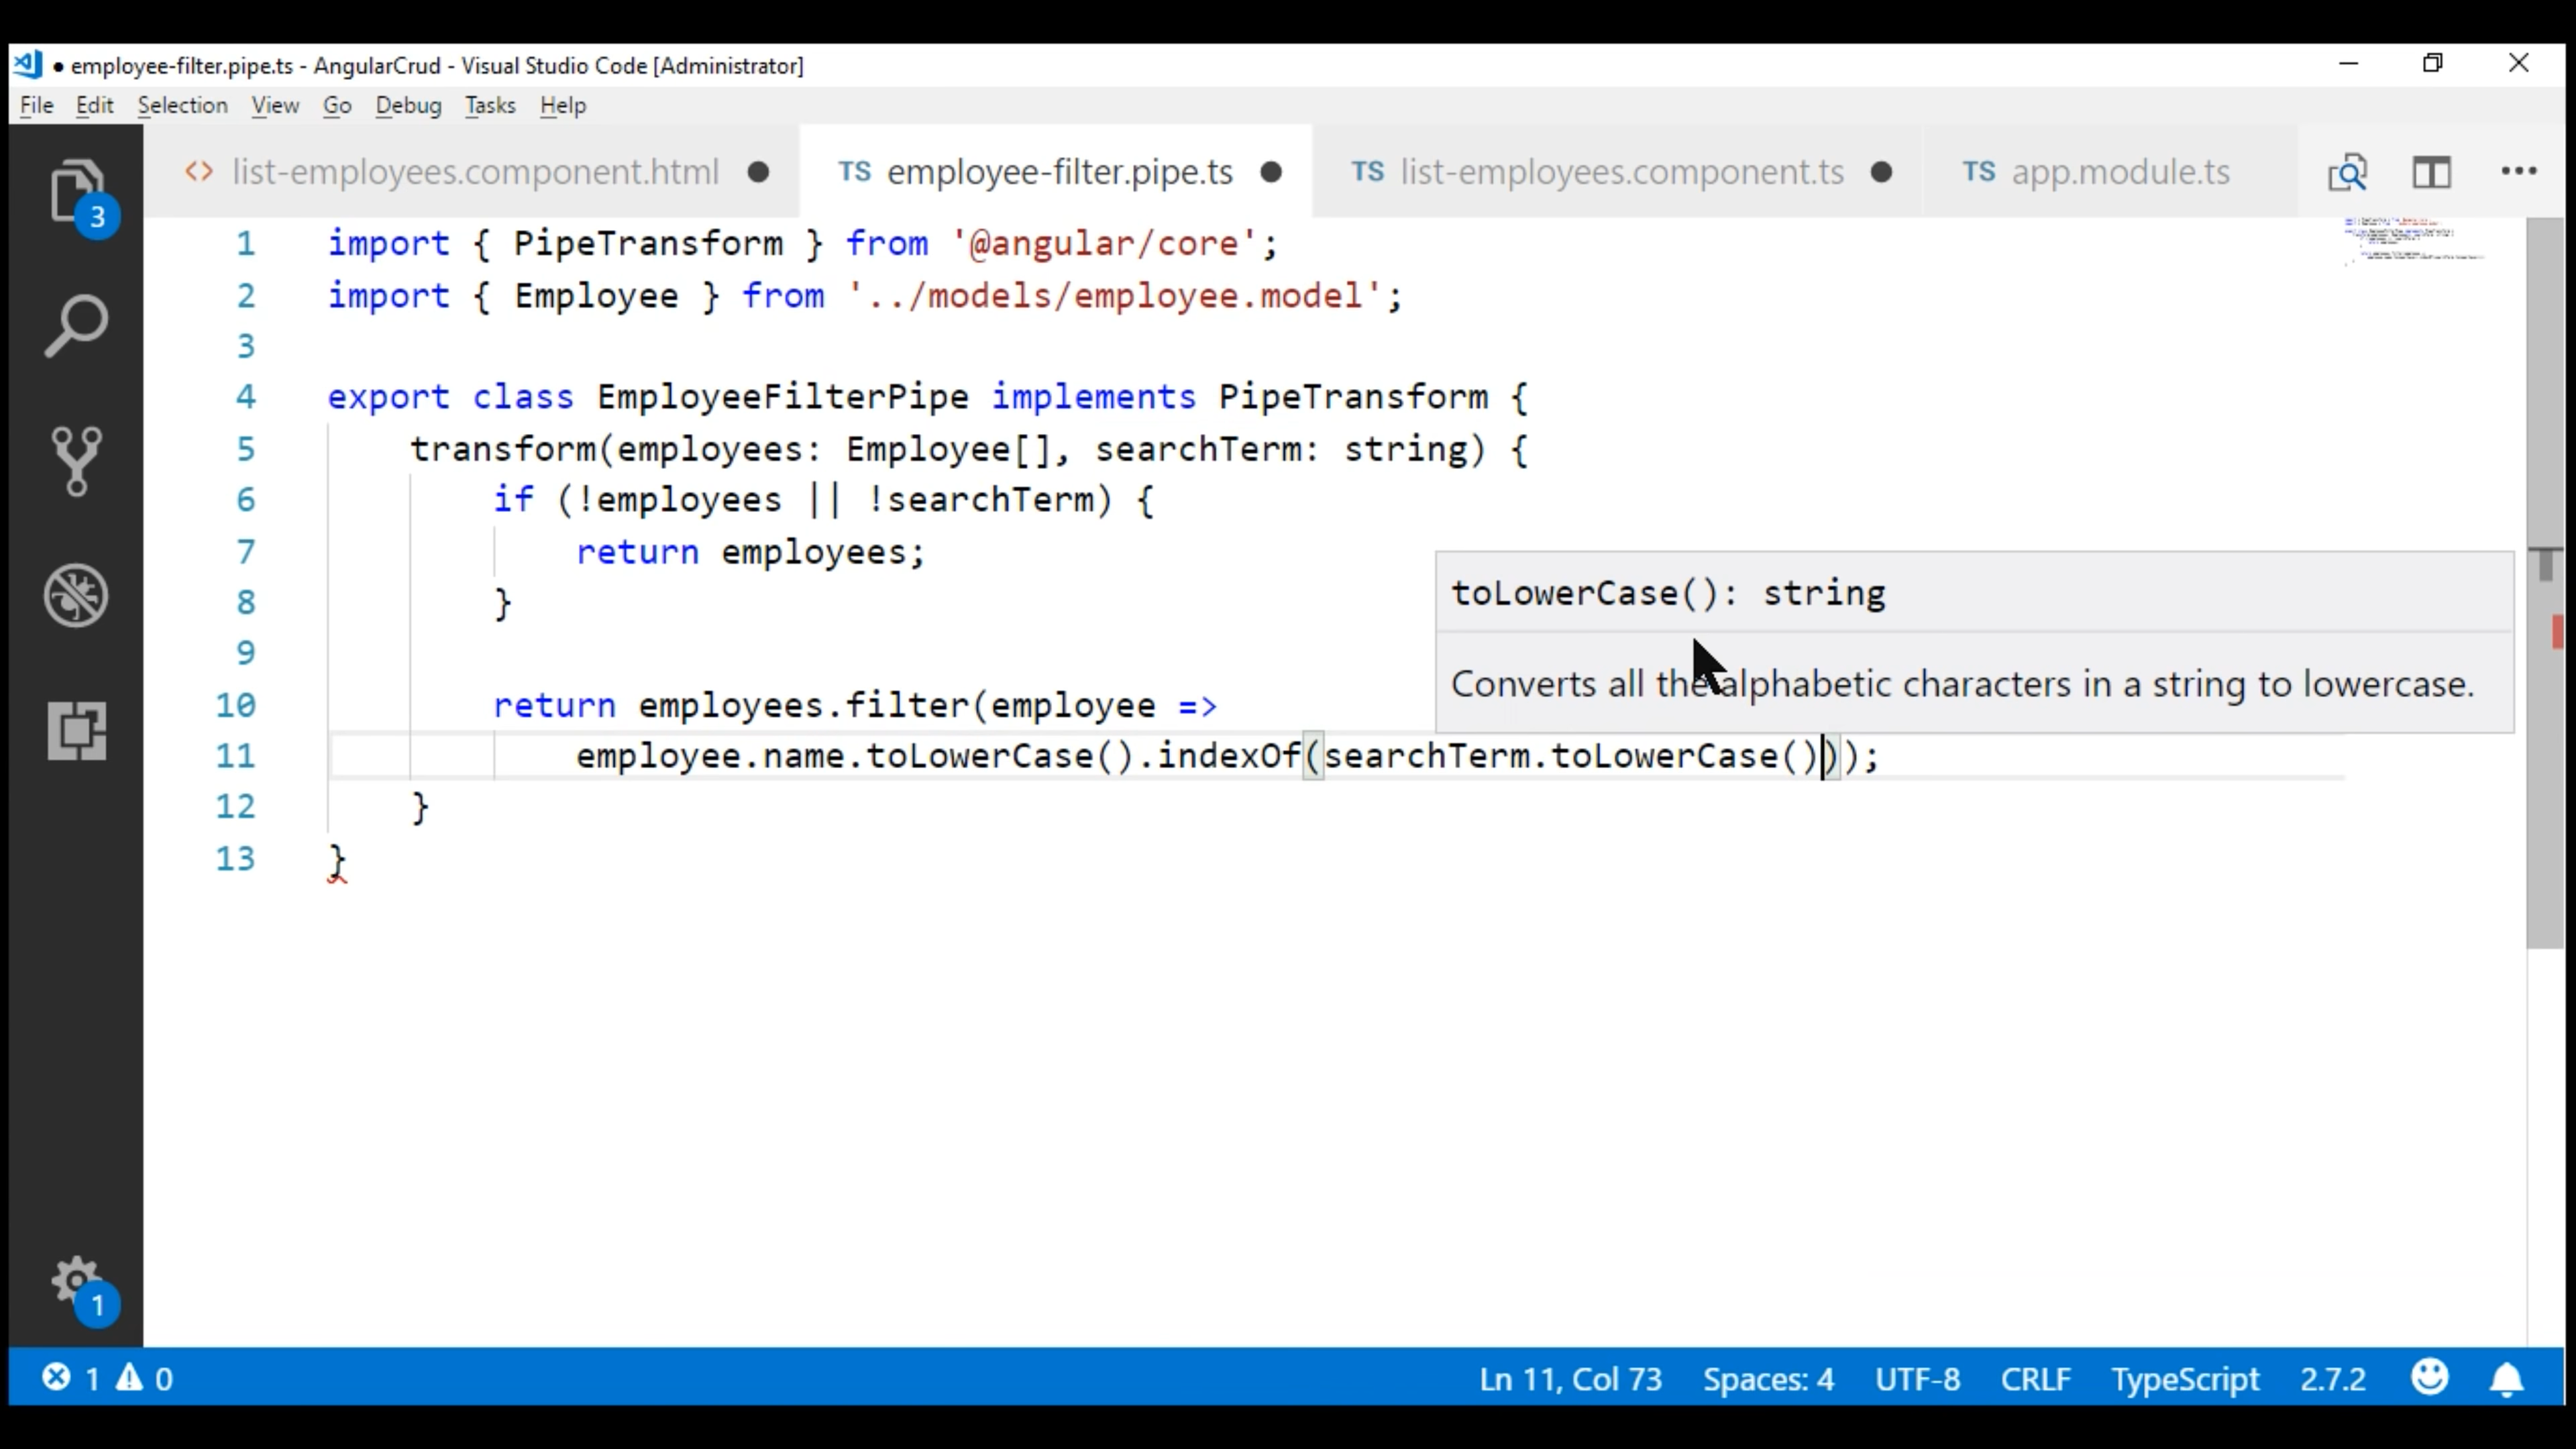 ● employee-filter.pipe.ts - AngularCrud - Visual Studio Code [Administrator]
File Edit Selection View Go Debug Tasks Help
<> list-employees.component.html ● TS employee-filter.pipe.ts ● TS list-employees.component.ts ● TS app.module.ts
3
1 import { PipeTransform } from '@angular/core';
2 import { Employee } from '../models/employee.model';
3
4 export class EmployeeFilterPipe implements PipeTransform {
5 transform(employees: Employee[], searchTerm: string) {
6 if (!employees || !searchTerm) {
7 return employees;
8 }
9
10 return employees.filter(employee =>
11 employee.name.toLowerCase().indexOf(searchTerm.toLowerCase()));
12 }
13 }
toLowerCase(): string
Converts all the alphabetic characters in a string to lowercase.
1
1 0 Ln 11, Col 73 Spaces: 4 UTF-8 CRLF TypeScript 2.7.2